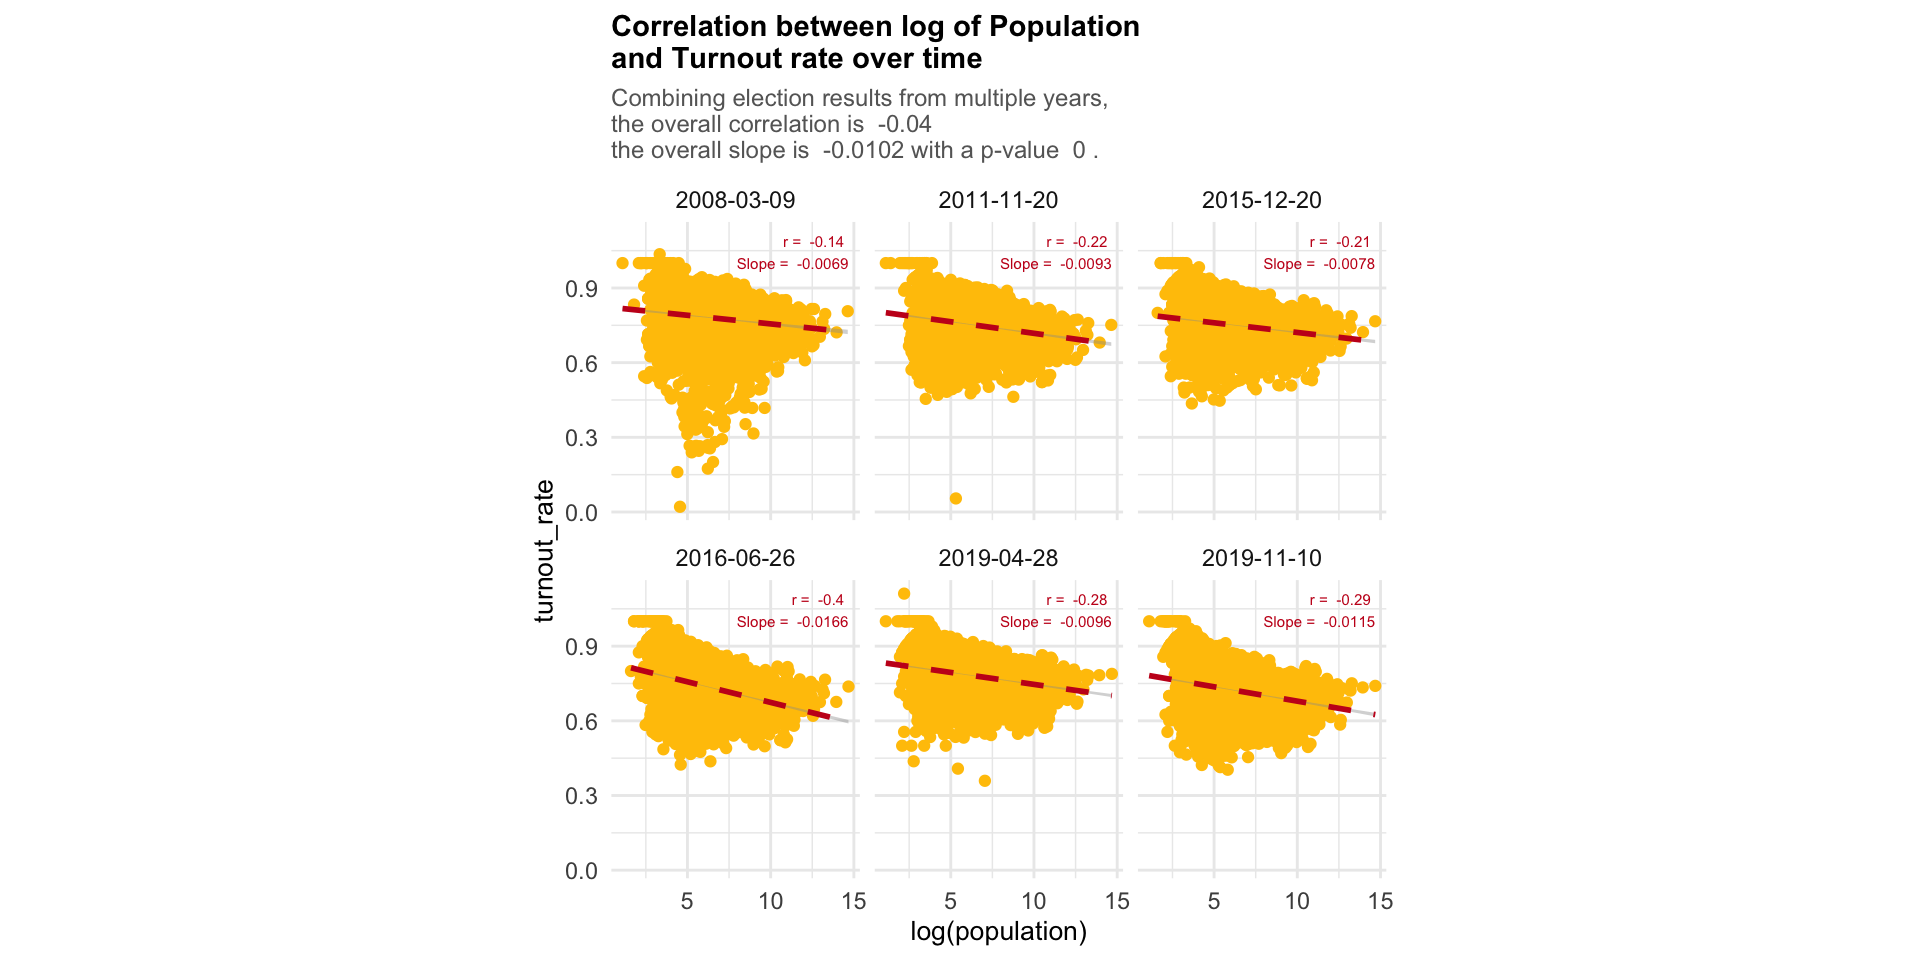 Correlation between log of Population
and Turnout rate over time
Combining election results from multiple years,
the overall correlation is  -0.04
the overall slope is  -0.0102 with a p-value  0 .
2008-03-09
2011-11-20
2015-12-20
r =  -0.14
Slope =  -0.0069
r =  -0.22
Slope =  -0.0093
r =  -0.21
Slope =  -0.0078
0.9
0.6
0.3
0.0
turnout_rate
2016-06-26
2019-04-28
2019-11-10
r =  -0.4
Slope =  -0.0166
r =  -0.28
Slope =  -0.0096
r =  -0.29
Slope =  -0.0115
0.9
0.6
0.3
0.0
5 10 15
5 10 15
5 10 15
log(population)